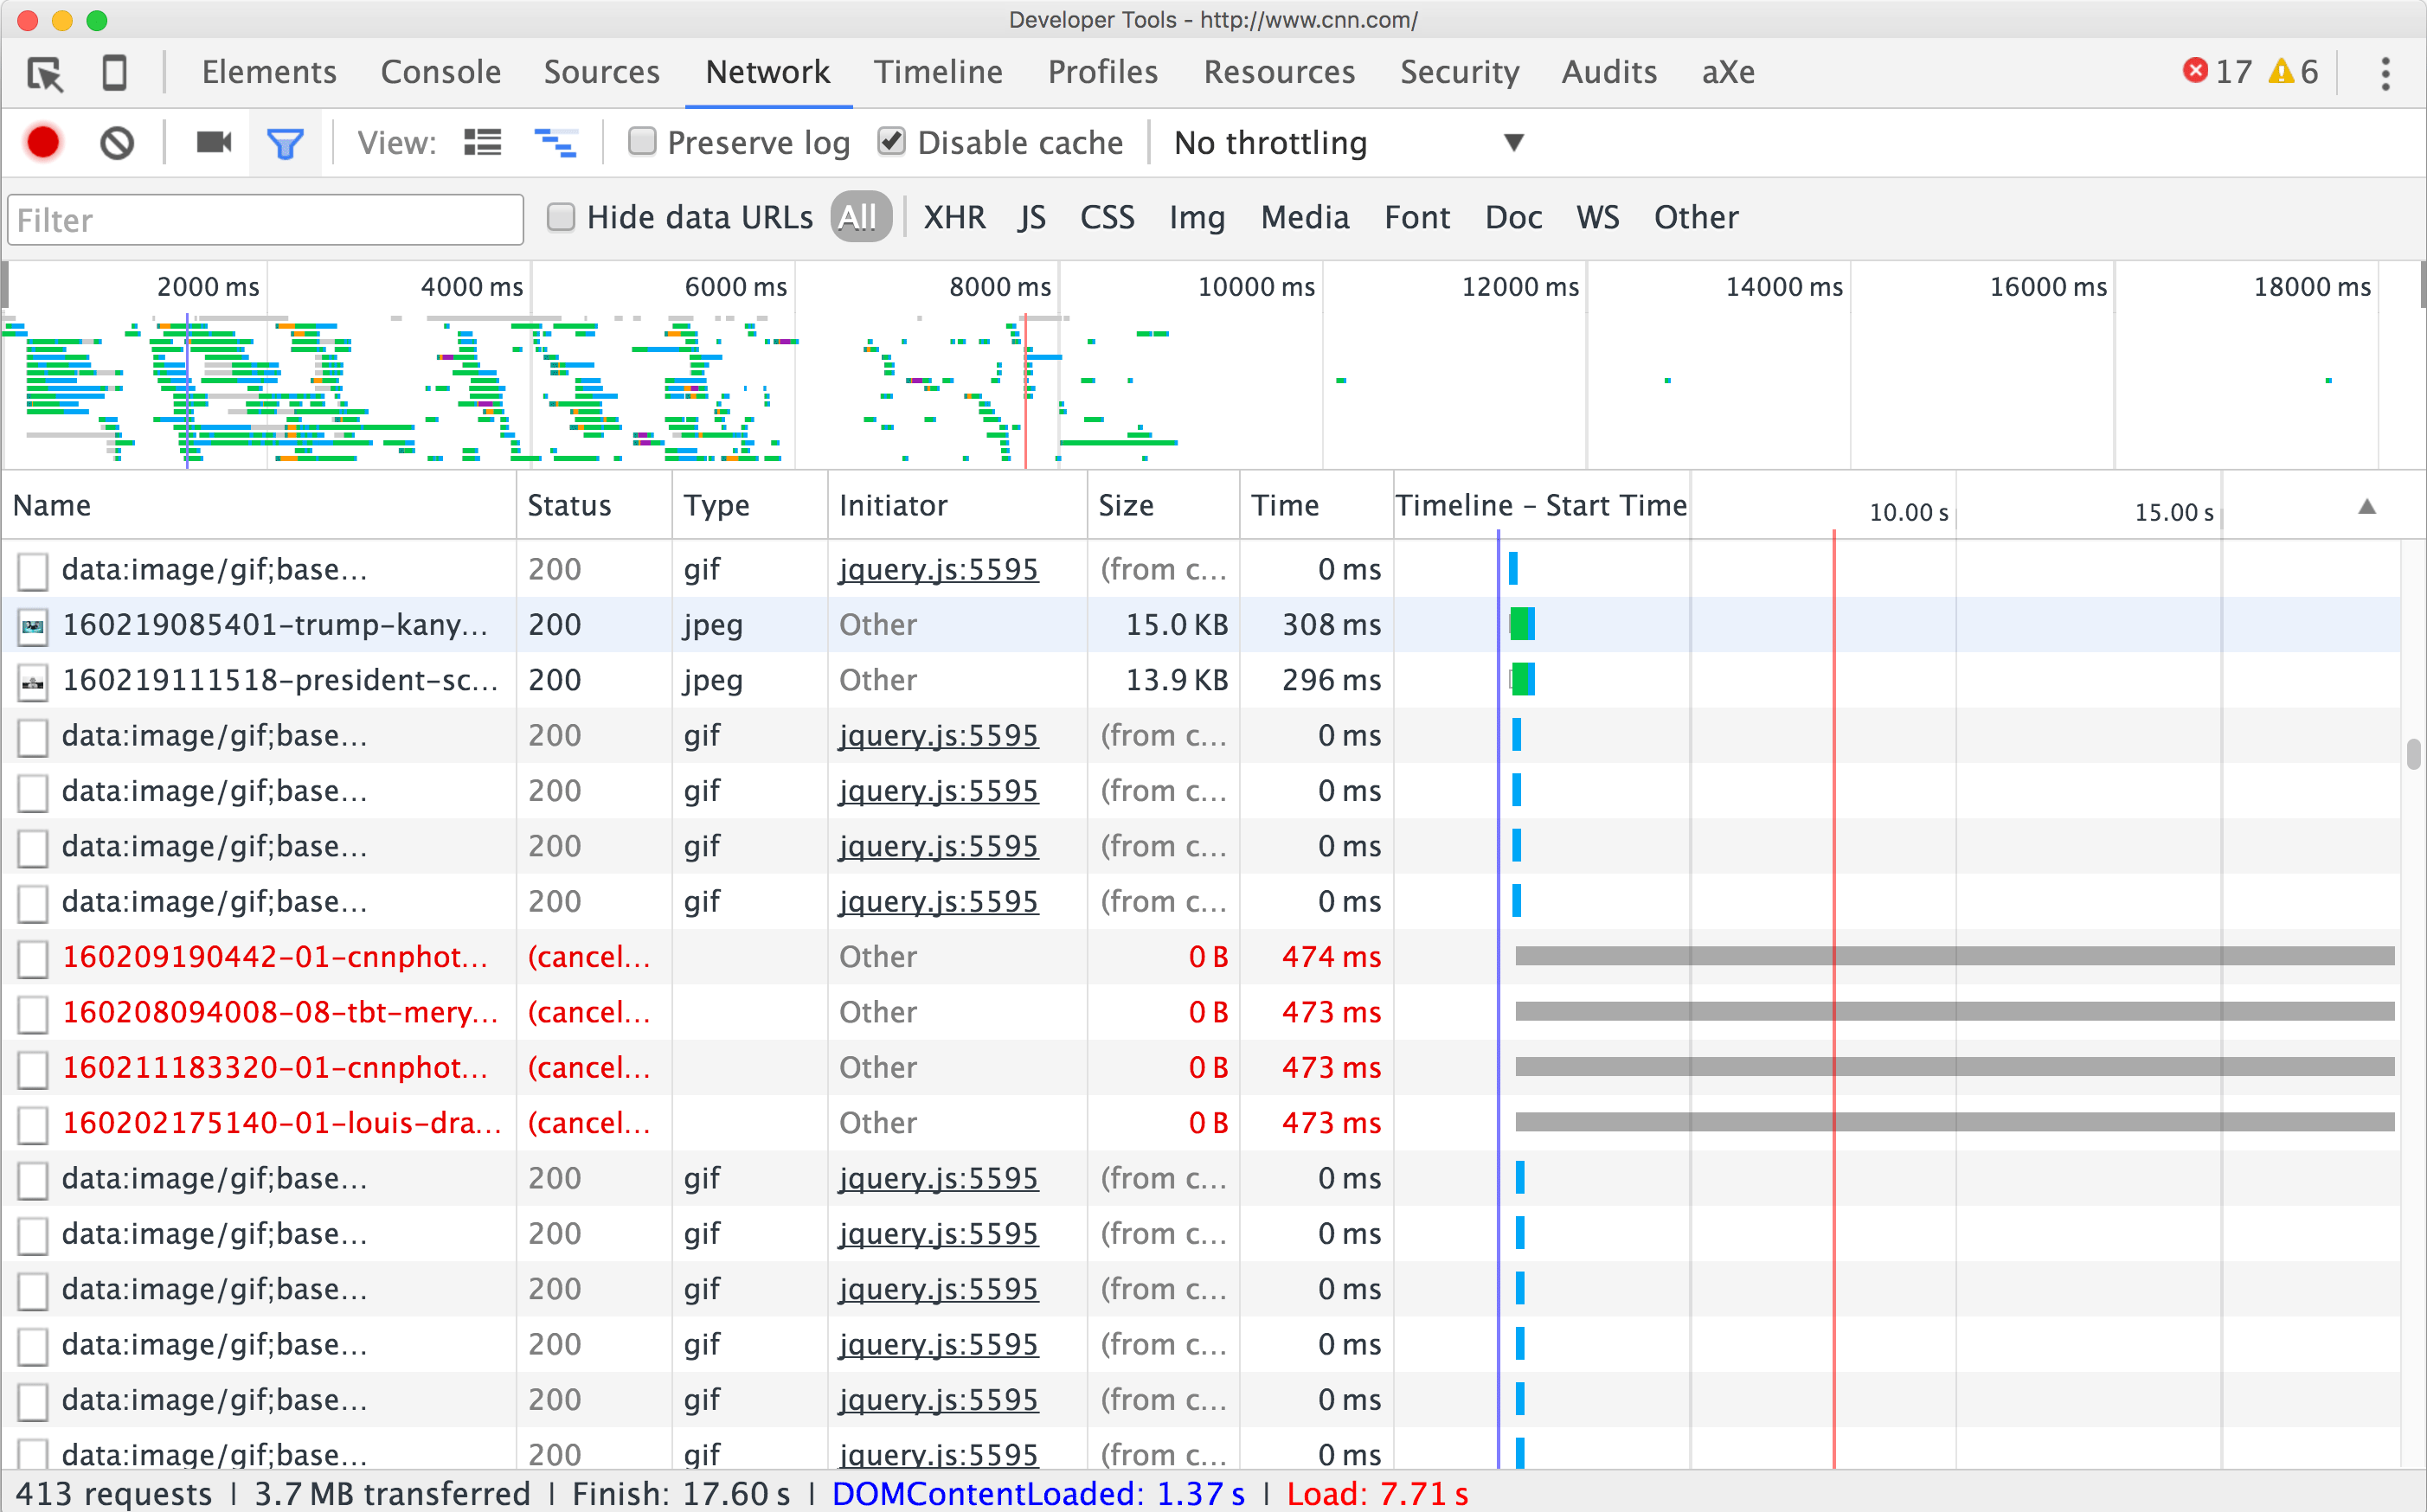 Developer Tools - http://www.cnn.com/
Elements Console Sources Network Timeline Profiles Resources Security Audits aXe 17 6
View: Preserve log Disable cache No throttling
Filter Hide data URLs All XHR JS CSS Img Media Font Doc WS Other
2000 ms 4000 ms 6000 ms 8000 ms 10000 ms 12000 ms 14000 ms 16000 ms 18000 ms
Name Status Type Initiator Size Time Timeline – Start Time 10.00 s 15.00 s
data:image/gif;base... 200 gif jquery.js:5595 (from c... 0 ms
160219085401-trump-kany... 200 jpeg Other 15.0 KB 308 ms
160219111518-president-sc... 200 jpeg Other 13.9 KB 296 ms
data:image/gif;base... 200 gif jquery.js:5595 (from c... 0 ms
data:image/gif;base... 200 gif jquery.js:5595 (from c... 0 ms
data:image/gif;base... 200 gif jquery.js:5595 (from c... 0 ms
data:image/gif;base... 200 gif jquery.js:5595 (from c... 0 ms
160209190442-01-cnnphot... (cancel... Other 0 B 474 ms
160208094008-08-tbt-mery... (cancel... Other 0 B 473 ms
160211183320-01-cnnphot... (cancel... Other 0 B 473 ms
160202175140-01-louis-dra... (cancel... Other 0 B 473 ms
data:image/gif;base... 200 gif jquery.js:5595 (from c... 0 ms
data:image/gif;base... 200 gif jquery.js:5595 (from c... 0 ms
data:image/gif;base... 200 gif jquery.js:5595 (from c... 0 ms
data:image/gif;base... 200 gif jquery.js:5595 (from c... 0 ms
data:image/gif;base... 200 gif jquery.js:5595 (from c... 0 ms
data:image/gif;base... 200 gif jquery.js:5595 (from c... 0 ms
413 requests | 3.7 MB transferred | Finish: 17.60 s | DOMContentLoaded: 1.37 s | Load: 7.71 s